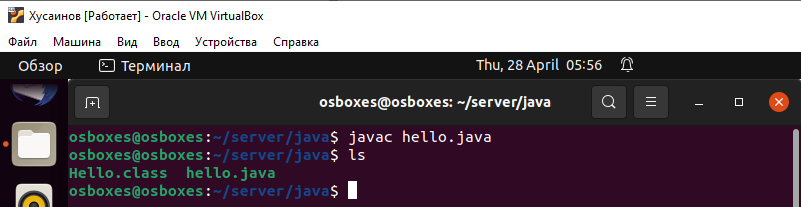 Хусаинов [Работает] - Oracle VM VirtualBox
Файл Машина Вид Ввод Устройства Справка
Обзор Терминал Thu, 28 April 05:56
osboxes@osboxes: ~/server/java
osboxes@osboxes:~/server/java$ javac hello.java
osboxes@osboxes:~/server/java$ ls
Hello.class hello.java
osboxes@osboxes:~/server/java$